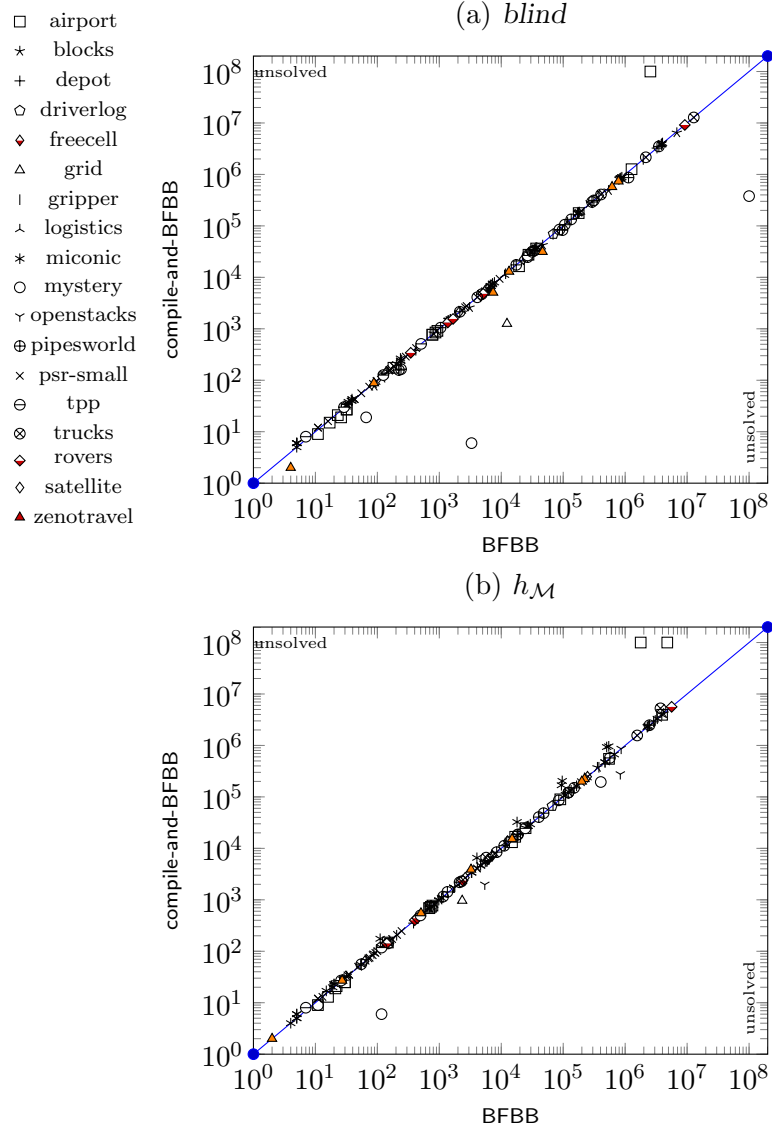 airport
blocks
depot
driverlog
freecell
grid
gripper
logistics
miconic
mystery
openstacks
pipesworld
psr-small
tpp
trucks
rovers
satellite
zenotravel
(a) blind
unsolved
10^8
10^7
10^6
10^5
10^4
10^3
10^2
10^1
10^0
compile-and-BFBB
unsolved
10^0 10^1 10^2 10^3 10^4 10^5 10^6 10^7 10^8
BFBB
(b) h_ℳ
unsolved
10^8
10^7
10^6
10^5
10^4
10^3
10^2
10^1
10^0
compile-and-BFBB
unsolved
10^0 10^1 10^2 10^3 10^4 10^5 10^6 10^7 10^8
BFBB